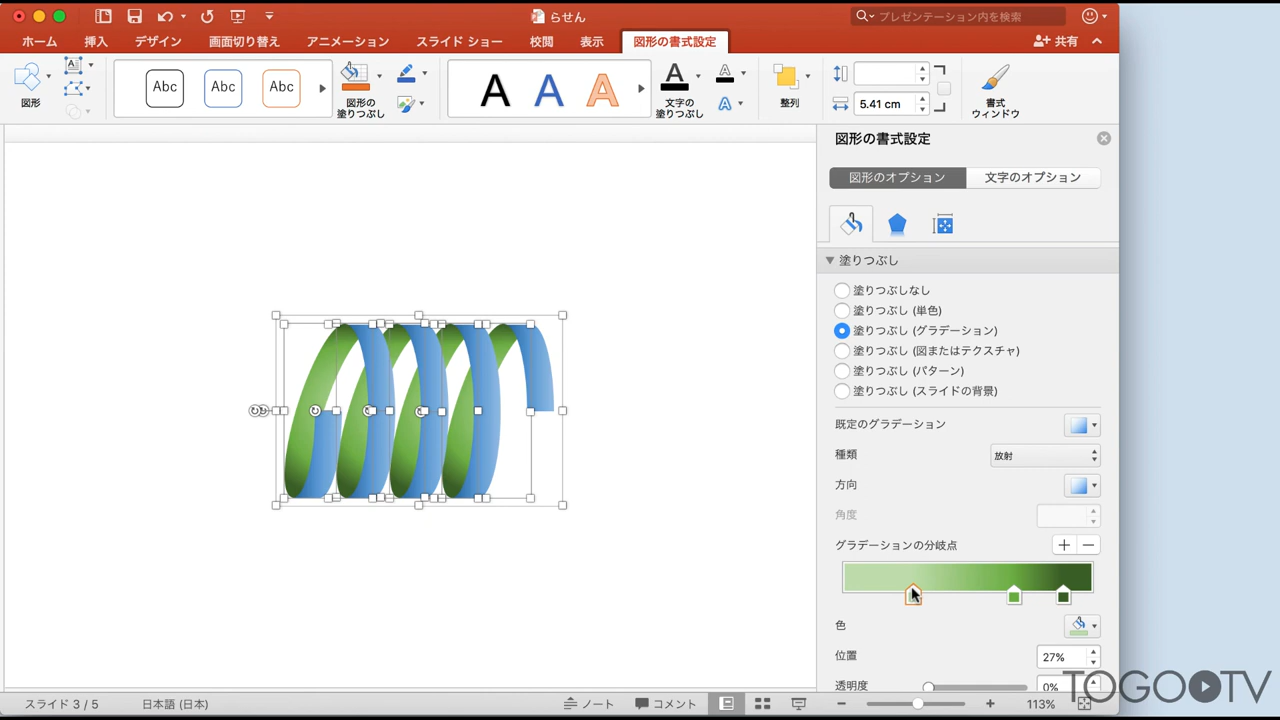 らせん
プレゼンテーション内を検索
ホーム 挿入 デザイン 画面切り替え アニメーション スライド ショー 校閲 表示 図形の書式設定 共有
図形
Abc Abc Abc
図形の
塗りつぶし
A A A
文字の
塗りつぶし
整列
5.41 cm
書式
ウィンドウ
図形の書式設定
図形のオプション 文字のオプション
塗りつぶし
塗りつぶしなし
塗りつぶし (単色)
塗りつぶし (グラデーション)
塗りつぶし (図またはテクスチャ)
塗りつぶし (パターン)
塗りつぶし (スライドの背景)
既定のグラデーション
種類 放射
方向
角度
グラデーションの分岐点
色
位置 27%
透明度 0%
スライド 3 / 5 日本語 (日本) ノート コメント 113%
TOGOTV